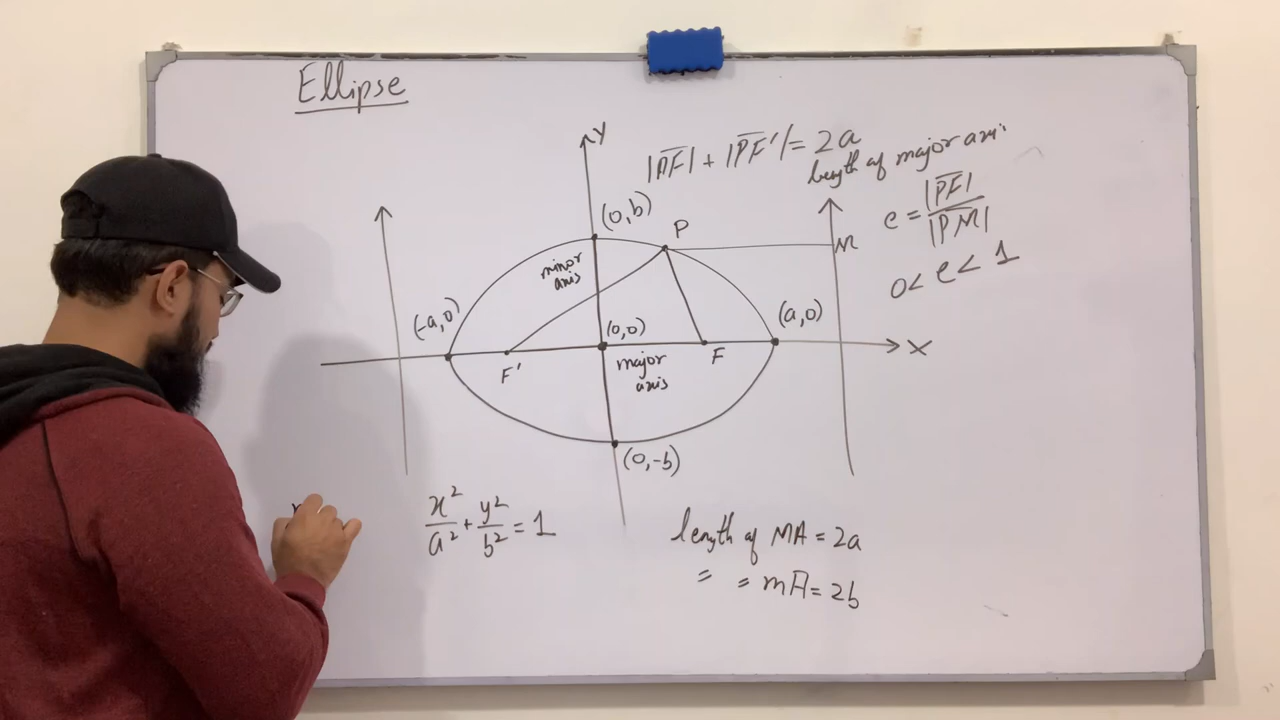 Ellipse
Y
|PF| + |PF'| = 2a
length of major axis
e = |PF| / |PM|
0 < e < 1
(0,b)
P
M
minor
axis
(-a,0)
(0,0)
(a,0)
X
F'
major
axis
F
(0,-b)
x²/a² + y²/b² = 1
length of MA = 2a
" " mA = 2b